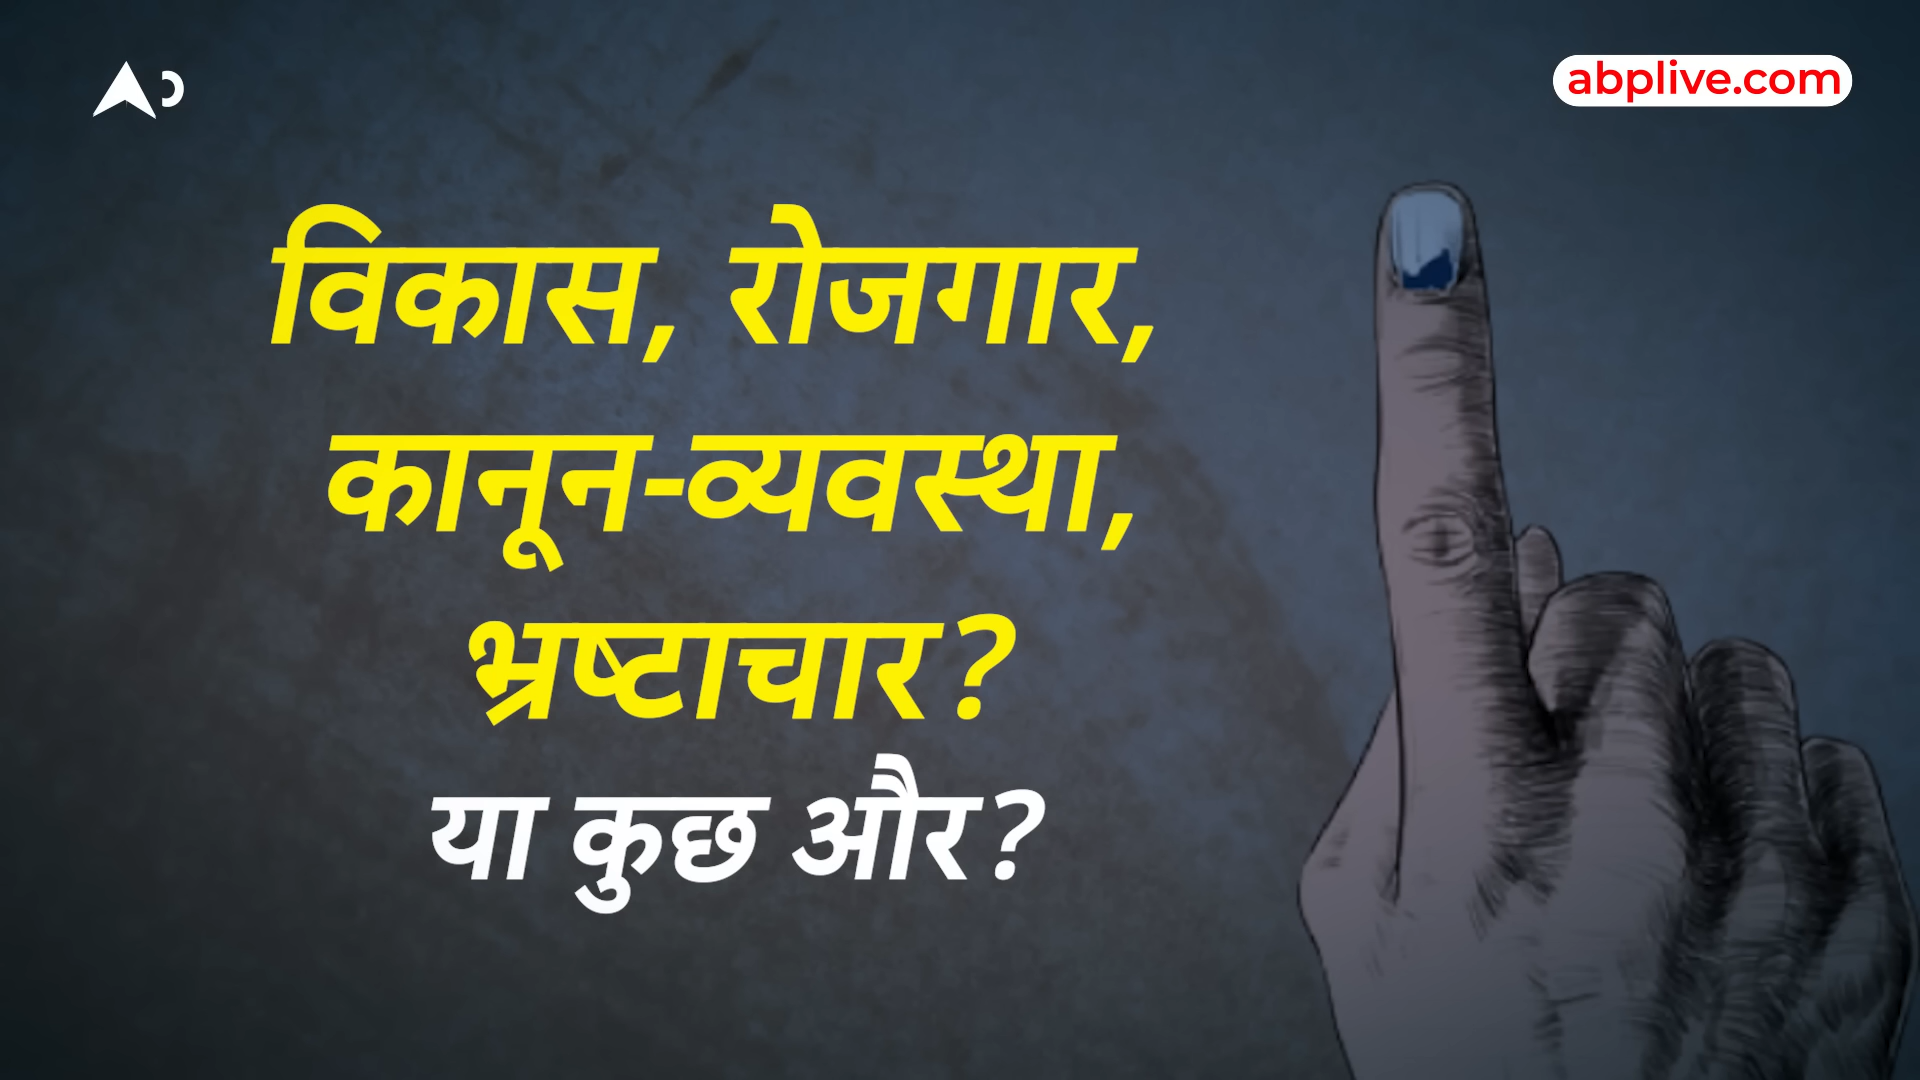 abplive.com
विकास, रोजगार,
कानून-व्यवस्था,
भ्रष्टाचार?
या कुछ और?